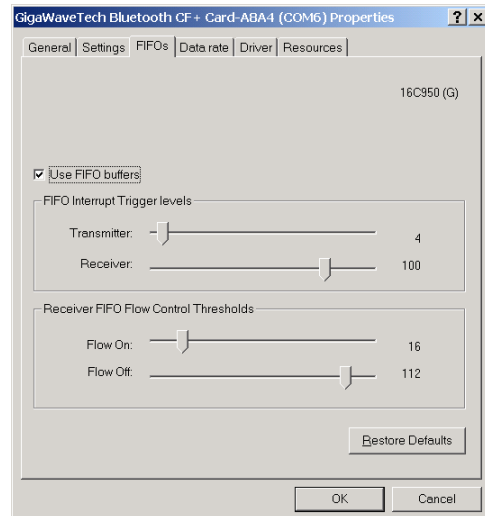 GigaWaveTech Bluetooth CF+ Card-A8A4 (COM6) Properties
General Settings FIFOs Data rate Driver Resources
16C950 (G)
Use FIFO buffers
FIFO Interrupt Trigger levels
Transmitter: 4
Receiver: 100
Receiver FIFO Flow Control Thresholds
Flow On: 16
Flow Off: 112
Restore Defaults
OK Cancel